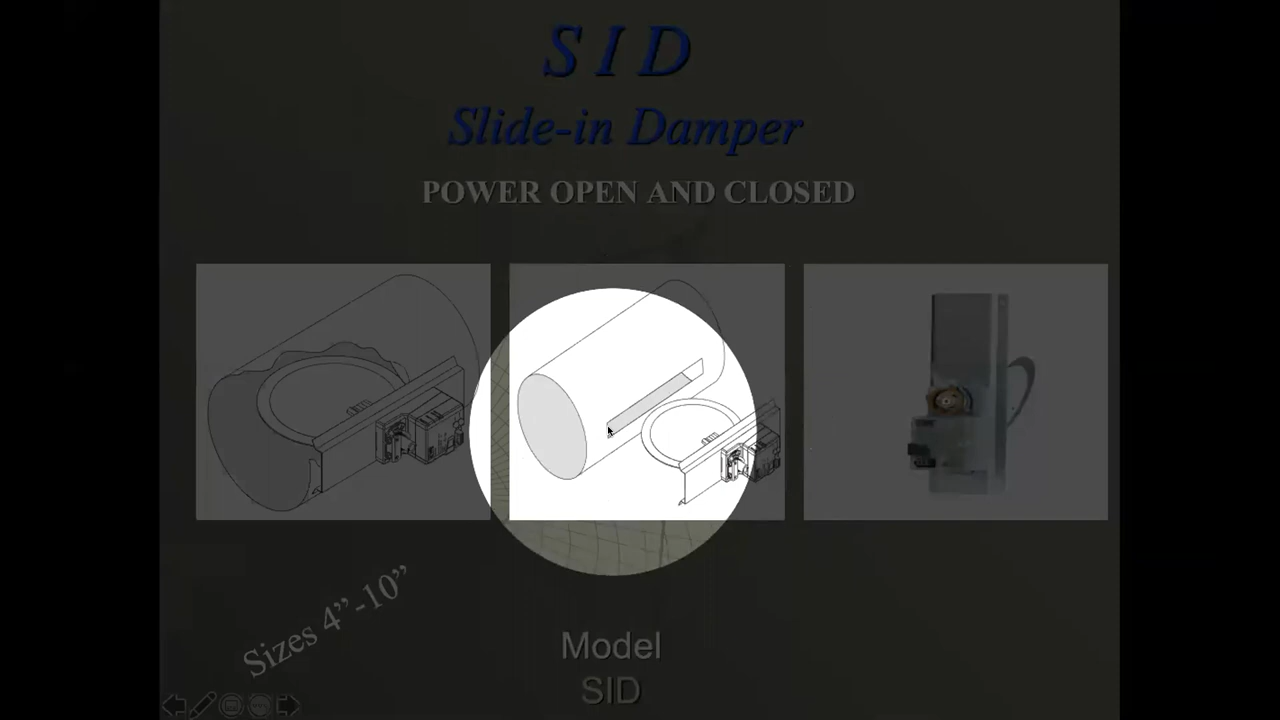 S I D
Slide-in Damper
POWER OPEN AND CLOSED
Sizes 4”-10”
Model
SID